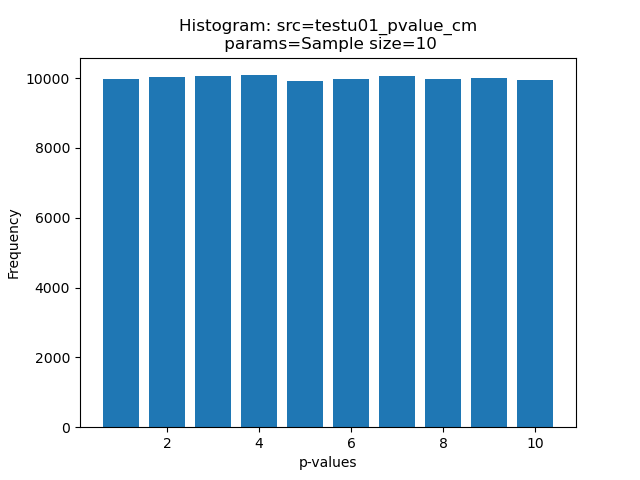 Histogram: src=testu01_pvalue_cm
params=Sample size=10
10000
8000
6000
4000
2000
0
Frequency
2
4
6
8
10
p-values